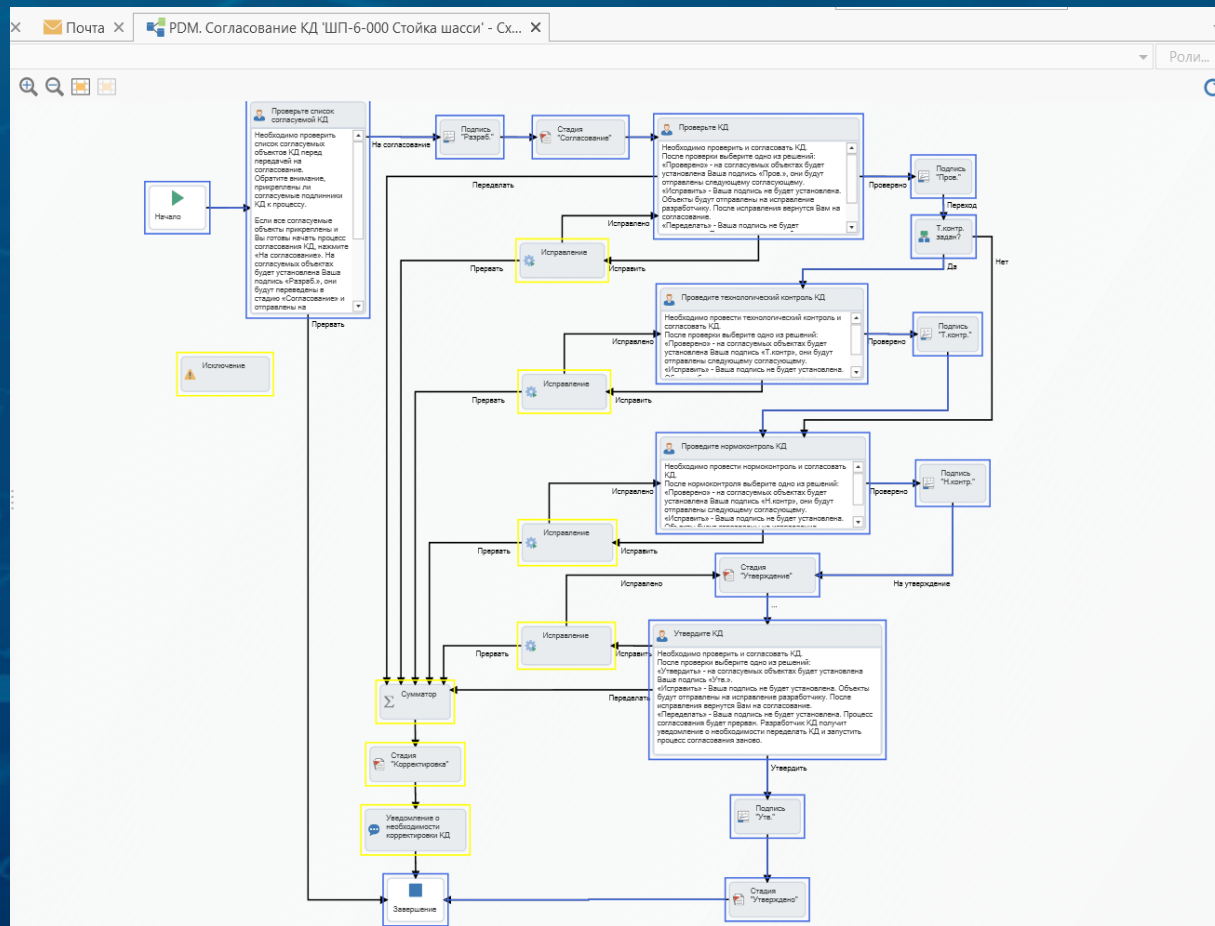 Почта
PDM. Согласование КД 'ШП-6-000 Стойка шасси' - Сх...
Роли...
Начало
Проверьте список
согласуемой КД
Необходимо проверить
список согласуемых
объектов КД перед
передачей на
согласование.
Обратите внимание,
прикреплены ли
согласуемые подлинники
КД к процессу.
Если все согласуемые
объекты прикреплены и
Вы готовы начать процесс
согласования КД, нажмите
«На согласование». На
согласуемых объектах
будет установлена Ваша
подпись «Разраб.», они
будут переведены в
стадию «Согласование» и
отправлены на
На согласование
Прервать
Подпись
"Разраб."
Стадия
"Согласование"
Проверьте КД
Необходимо проверить и согласовать КД.
После проверки выберите одно из решений:
«Проверено» - на согласуемых объектах будет
установлена Ваша подпись «Пров.», они будут
отправлены следующему согласующему.
«Исправить» - Ваша подпись не будет установлена.
Объекты будут отправлены на исправление
разработчику. После исправления вернутся Вам на
согласование.
«Переделать» - Ваша подпись не будет
Переделать
Проверено
Подпись
"Пров."
Переход
Т.контр.
задан?
Да
Нет
Исправлено
Исправление
Прервать
Исправить
Исключение
Проведите технологический контроль КД
Необходимо провести технологический контроль и
согласовать КД.
После проверки выберите одно из решений:
«Проверено» - на согласуемых объектах будет
установлена Ваша подпись «Т.контр», они будут
отправлены следующему согласующему.
«Исправить» - Ваша подпись не будет установлена.
Проверено
Подпись
"Т.контр."
Исправлено
Исправление
Прервать
Исправить
Проведите нормоконтроль КД
Необходимо провести нормоконтроль и согласовать
КД.
После нормоконтроля выберите одно из решений:
«Проверено» - на согласуемых объектах будет
установлена Ваша подпись «Н.контр», они будут
отправлены следующему согласующему.
«Исправить» - Ваша подпись не будет установлена.
Проверено
Подпись
"Н.контр."
Исправлено
Исправление
Прервать
Исправить
Стадия
"Утверждение"
На утверждение
...
Исправлено
Исправление
Прервать
Исправить
Утвердите КД
Необходимо проверить и согласовать КД.
После проверки выберите одно из решений:
«Утвердить» - на согласуемых объектах будет установлена
Ваша подпись «Утв.».
«Исправить» - Ваша подпись не будет установлена. Объекты
будут отправлены на исправление разработчику. После
исправления вернутся Вам на согласование.
«Переделать» - Ваша подпись не будет установлена. Процесс
согласования будет прерван. Разработчик КД получит
уведомление о необходимости переделать КД и запустить
процесс согласования заново.
Переделать
Сумматор
Стадия
"Корректировка"
Уведомление о
необходимости
корректировки КД
Завершение
Утвердить
Подпись
"Утв."
Стадия
"Утверждено"